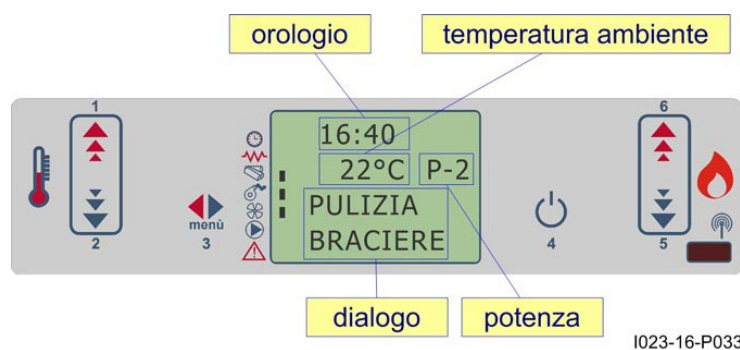 orologio
temperatura ambiente
1
6
16:40
22°C P-2
PULIZIA
BRACIERE
menù
2
3
4
5
dialogo
potenza
I023-16-P033